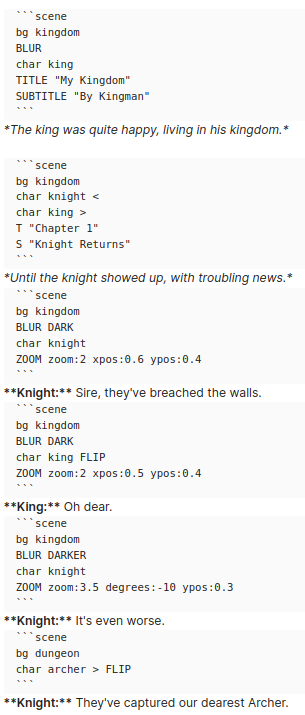 ```scene
bg kingdom
BLUR
char king
TITLE "My Kingdom"
SUBTITLE "By Kingman"
```
*The king was quite happy, living in his kingdom.*
```scene
bg kingdom
char knight <
char king >
T "Chapter 1"
S "Knight Returns"
```
*Until the knight showed up, with troubling news.*
```scene
bg kingdom
BLUR DARK
char knight
ZOOM zoom:2 xpos:0.6 ypos:0.4
```
**Knight:** Sire, they've breached the walls.
```scene
bg kingdom
BLUR DARK
char king FLIP
ZOOM zoom:2 xpos:0.5 ypos:0.4
```
**King:** Oh dear.
```scene
bg kingdom
BLUR DARKER
char knight
ZOOM zoom:3.5 degrees:-10 ypos:0.3
```
**Knight:** It's even worse.
```scene
bg dungeon
char archer > FLIP
```
**Knight:** They've captured our dearest Archer.